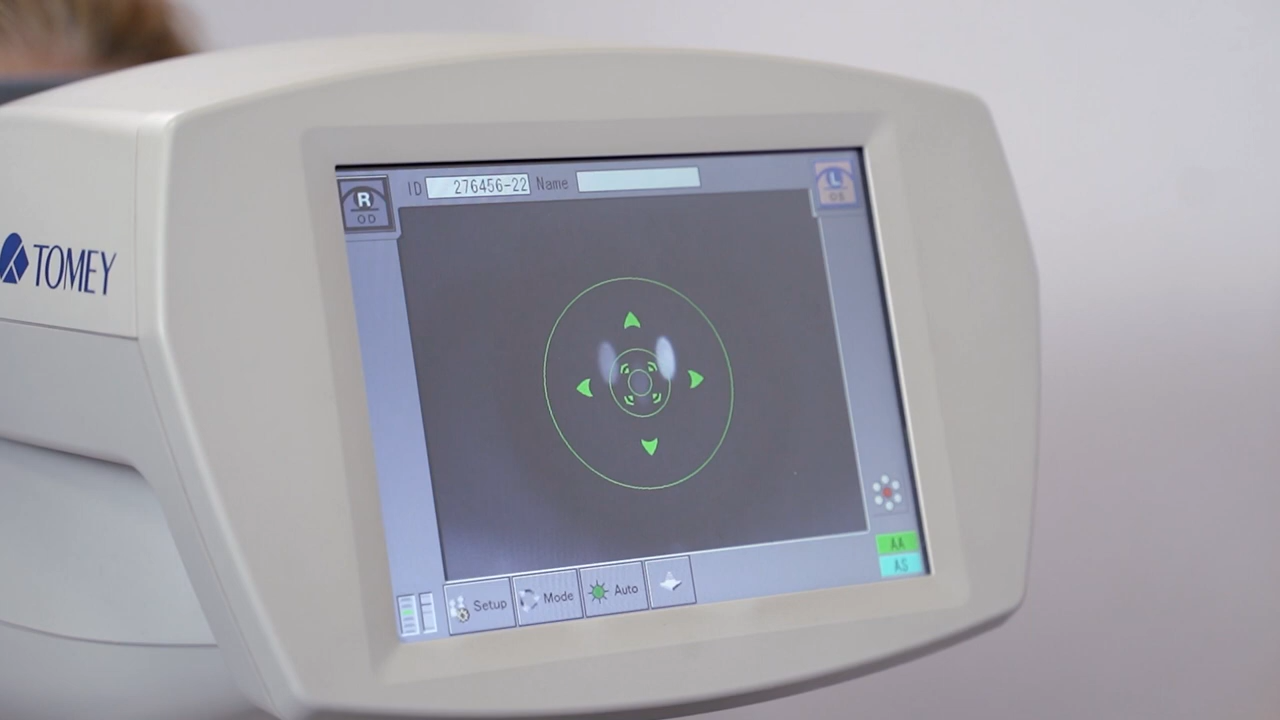 ID 276456-22 Name
R
OD
L
OS
TOMEY
AA
AS
Setup Mode Auto